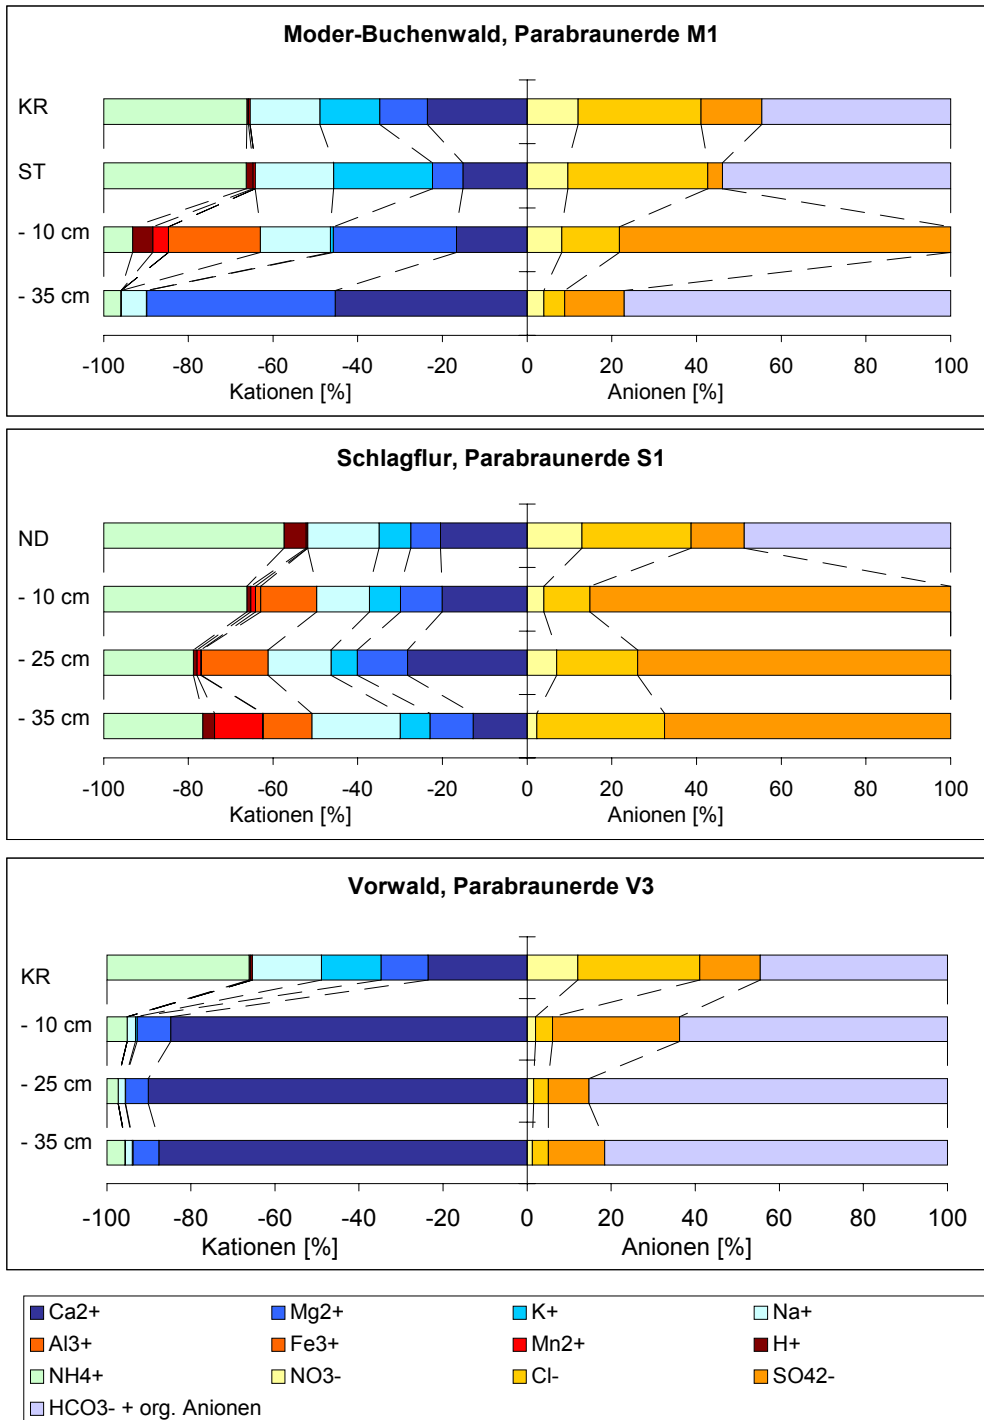 Moder-Buchenwald, Parabraunerde M1
KR
ST
- 10 cm
- 35 cm
-100 -80 -60 -40 -20 0 20 40 60 80 100
Kationen [%] Anionen [%]
Schlagflur, Parabraunerde S1
ND
- 10 cm
- 25 cm
- 35 cm
-100 -80 -60 -40 -20 0 20 40 60 80 100
Kationen [%] Anionen [%]
Vorwald, Parabraunerde V3
KR
- 10 cm
- 25 cm
- 35 cm
-100 -80 -60 -40 -20 0 20 40 60 80 100
Kationen [%] Anionen [%]
Ca2+ Mg2+ K+ Na+
Al3+ Fe3+ Mn2+ H+
NH4+ NO3- Cl- SO42-
HCO3- + org. Anionen